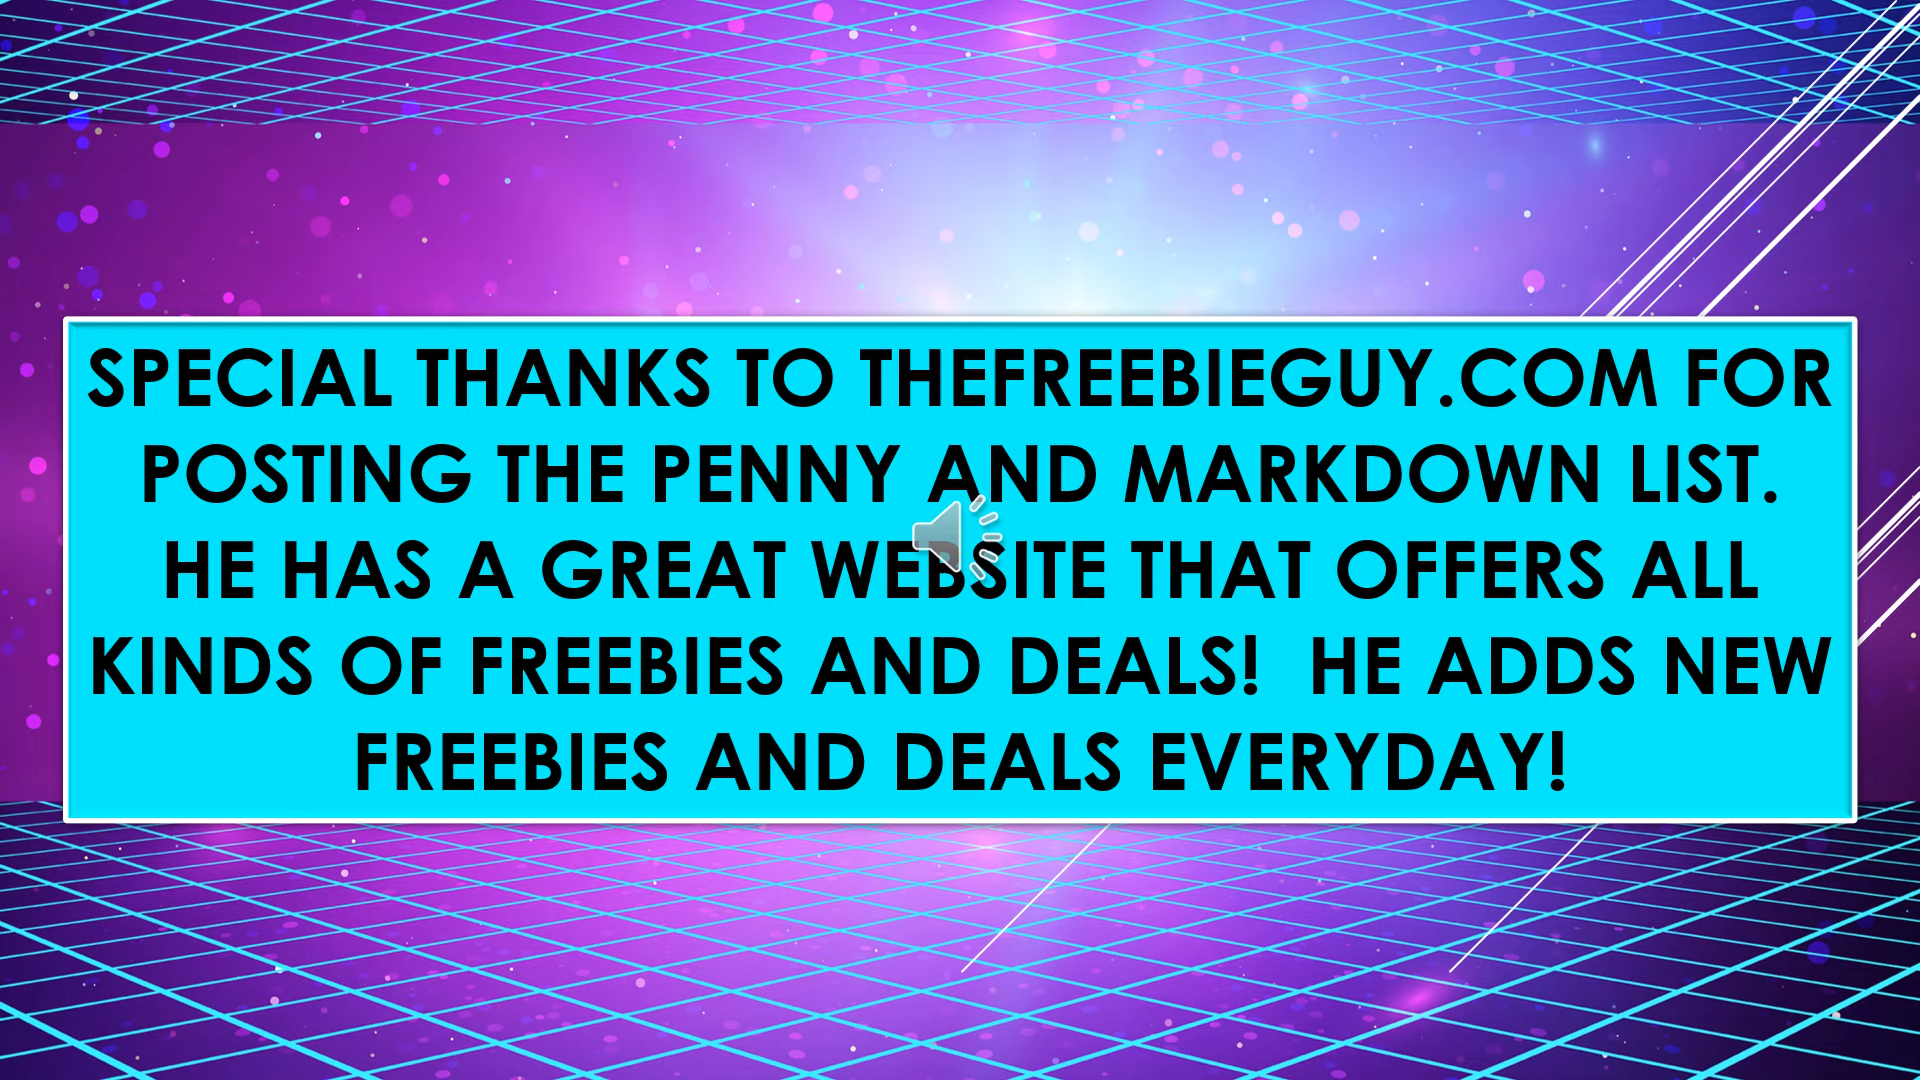 SPECIAL THANKS TO THEFREEBIEGUY.COM FOR
POSTING THE PENNY AND MARKDOWN LIST.
HE HAS A GREAT WEBSITE THAT OFFERS ALL
KINDS OF FREEBIES AND DEALS!  HE ADDS NEW
FREEBIES AND DEALS EVERYDAY!